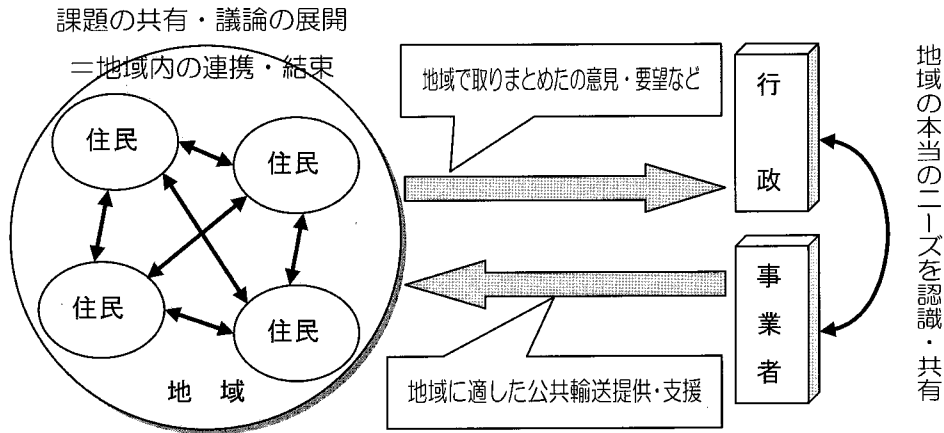 課題の共有・議論の展開
＝地域内の連携・結束
住民
住民
住民
住民
地域
地域で取りまとめたの意見・要望など
地域に適した公共輸送提供・支援
行政
事業者
地域の本当のニーズを認識・共有